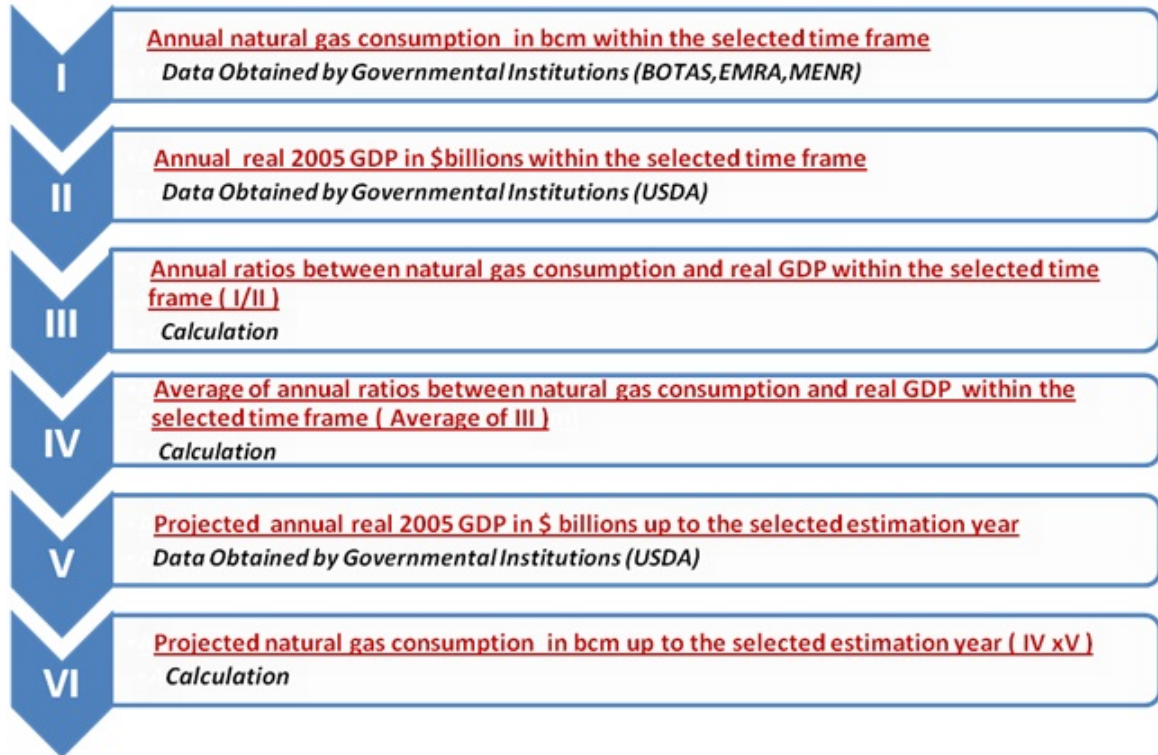 I
Annual natural gas consumption in bcm within the selected time frame
Data Obtained by Governmental Institutions (BOTAS,EMRA,MENR)
II
Annual real 2005 GDP in $billions within the selected time frame
Data Obtained by Governmental Institutions (USDA)
III
Annual ratios between natural gas consumption and real GDP within the selected time
frame ( I/II )
Calculation
IV
Average of annual ratios between natural gas consumption and real GDP within the
selected time frame ( Average of III )
Calculation
V
Projected annual real 2005 GDP in $ billions up to the selected estimation year
Data Obtained by Governmental Institutions (USDA)
VI
Projected natural gas consumption in bcm up to the selected estimation year ( IV xV )
Calculation